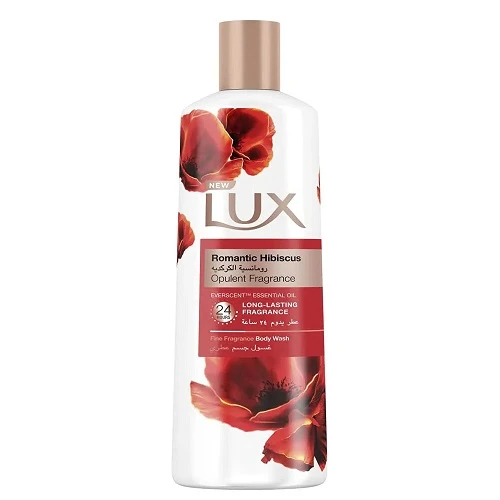 NEW
LUX
Romantic Hibiscus
رومانسية الكركديه
Opulent Fragrance
EVERSCENT™ ESSENTIAL OIL
24
HOURS
LONG-LASTING
FRAGRANCE
عطر يدوم ٢٤ ساعة
Fine Fragrance Body Wash
غسول جسم عطري